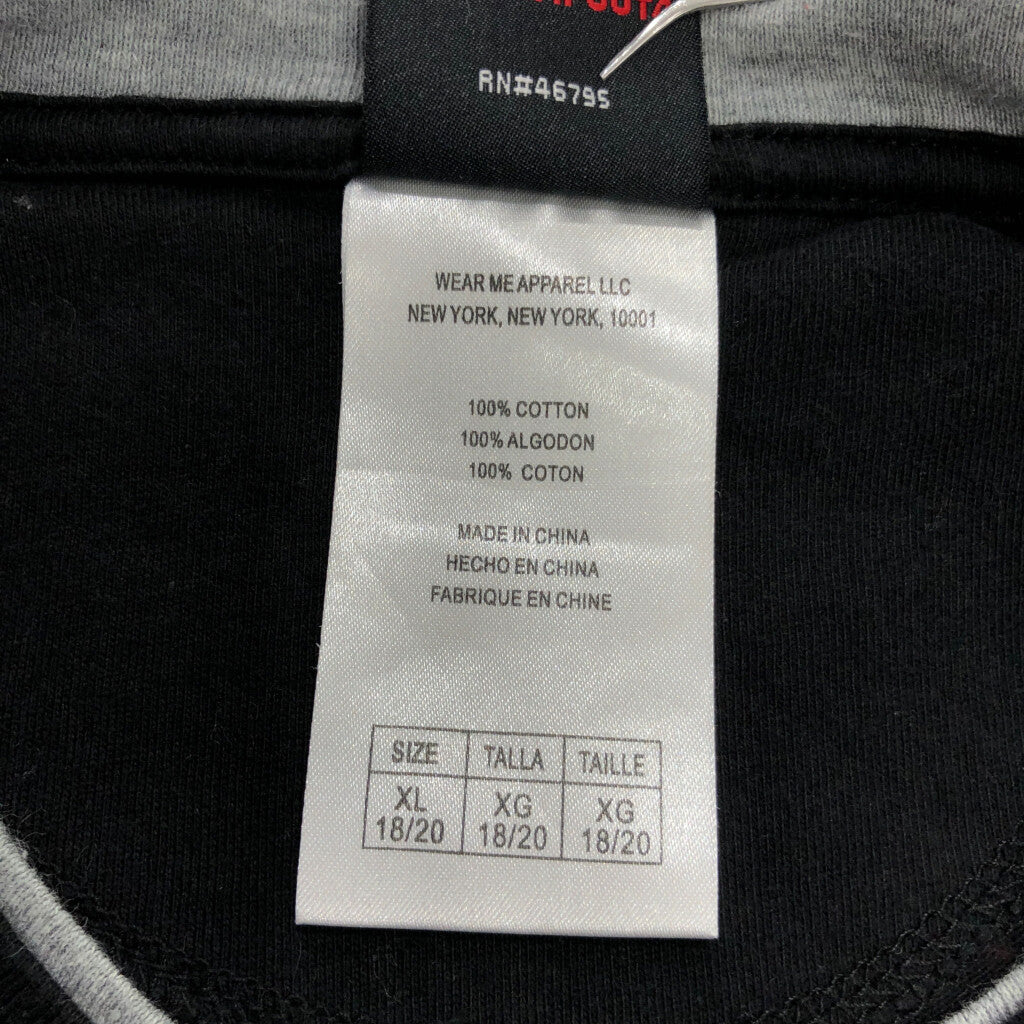 RN#46795
WEAR ME APPAREL LLC
NEW YORK, NEW YORK, 10001
100% COTTON
100% ALGODON
100% COTON
MADE IN CHINA
HECHO EN CHINA
FABRIQUE EN CHINE
SIZE TALLA TAILLE
XL XG XG
18/20 18/20 18/20